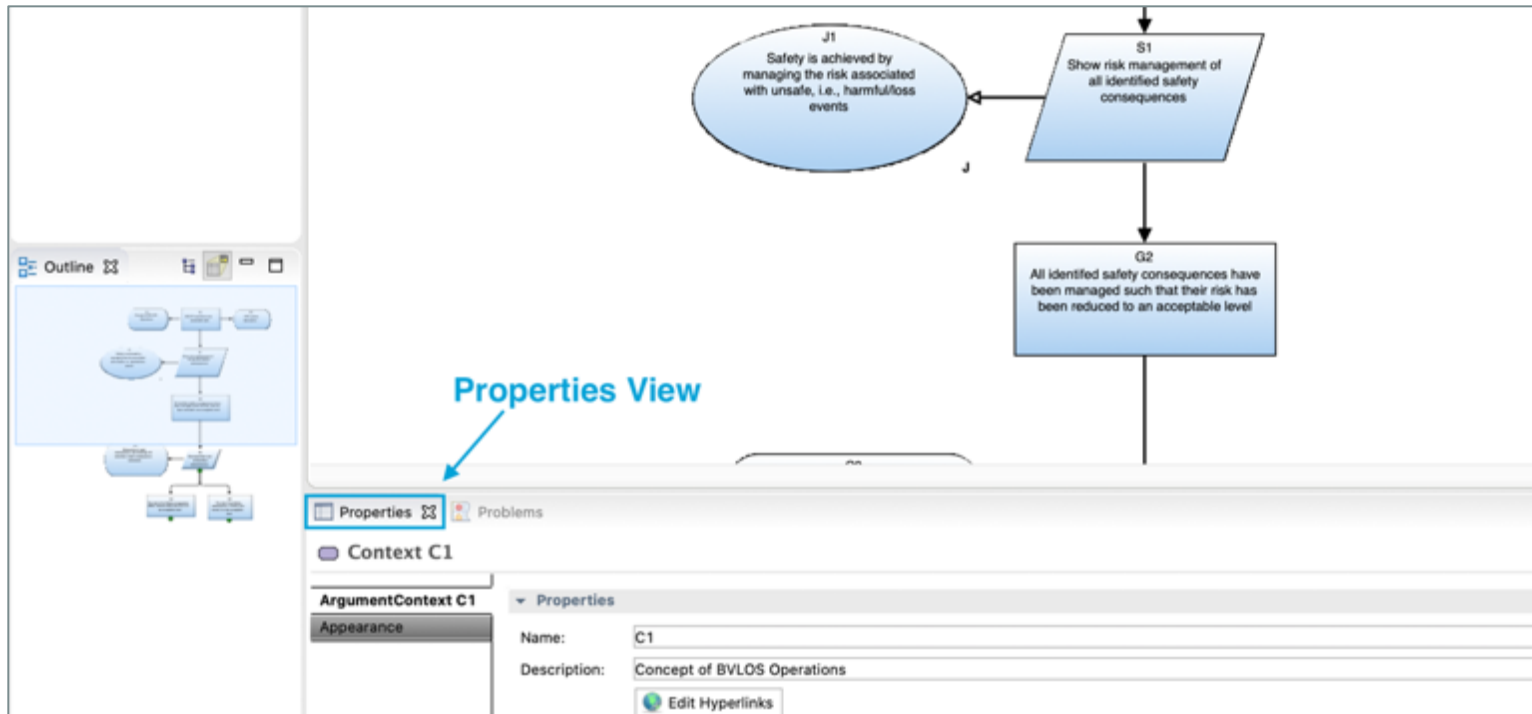 J1
Safety is achieved by
managing the risk associated
with unsafe, i.e., harmful/loss
events
J
S1
Show risk management of
all identified safety
consequences
G2
All identifed safety consequences have
been managed such that their risk has
been reduced to an acceptable level
Outline
Properties View
Properties
Problems
Context C1
ArgumentContext C1
Appearance
Properties
Name:
C1
Description:
Concept of BVLOS Operations
Edit Hyperlinks